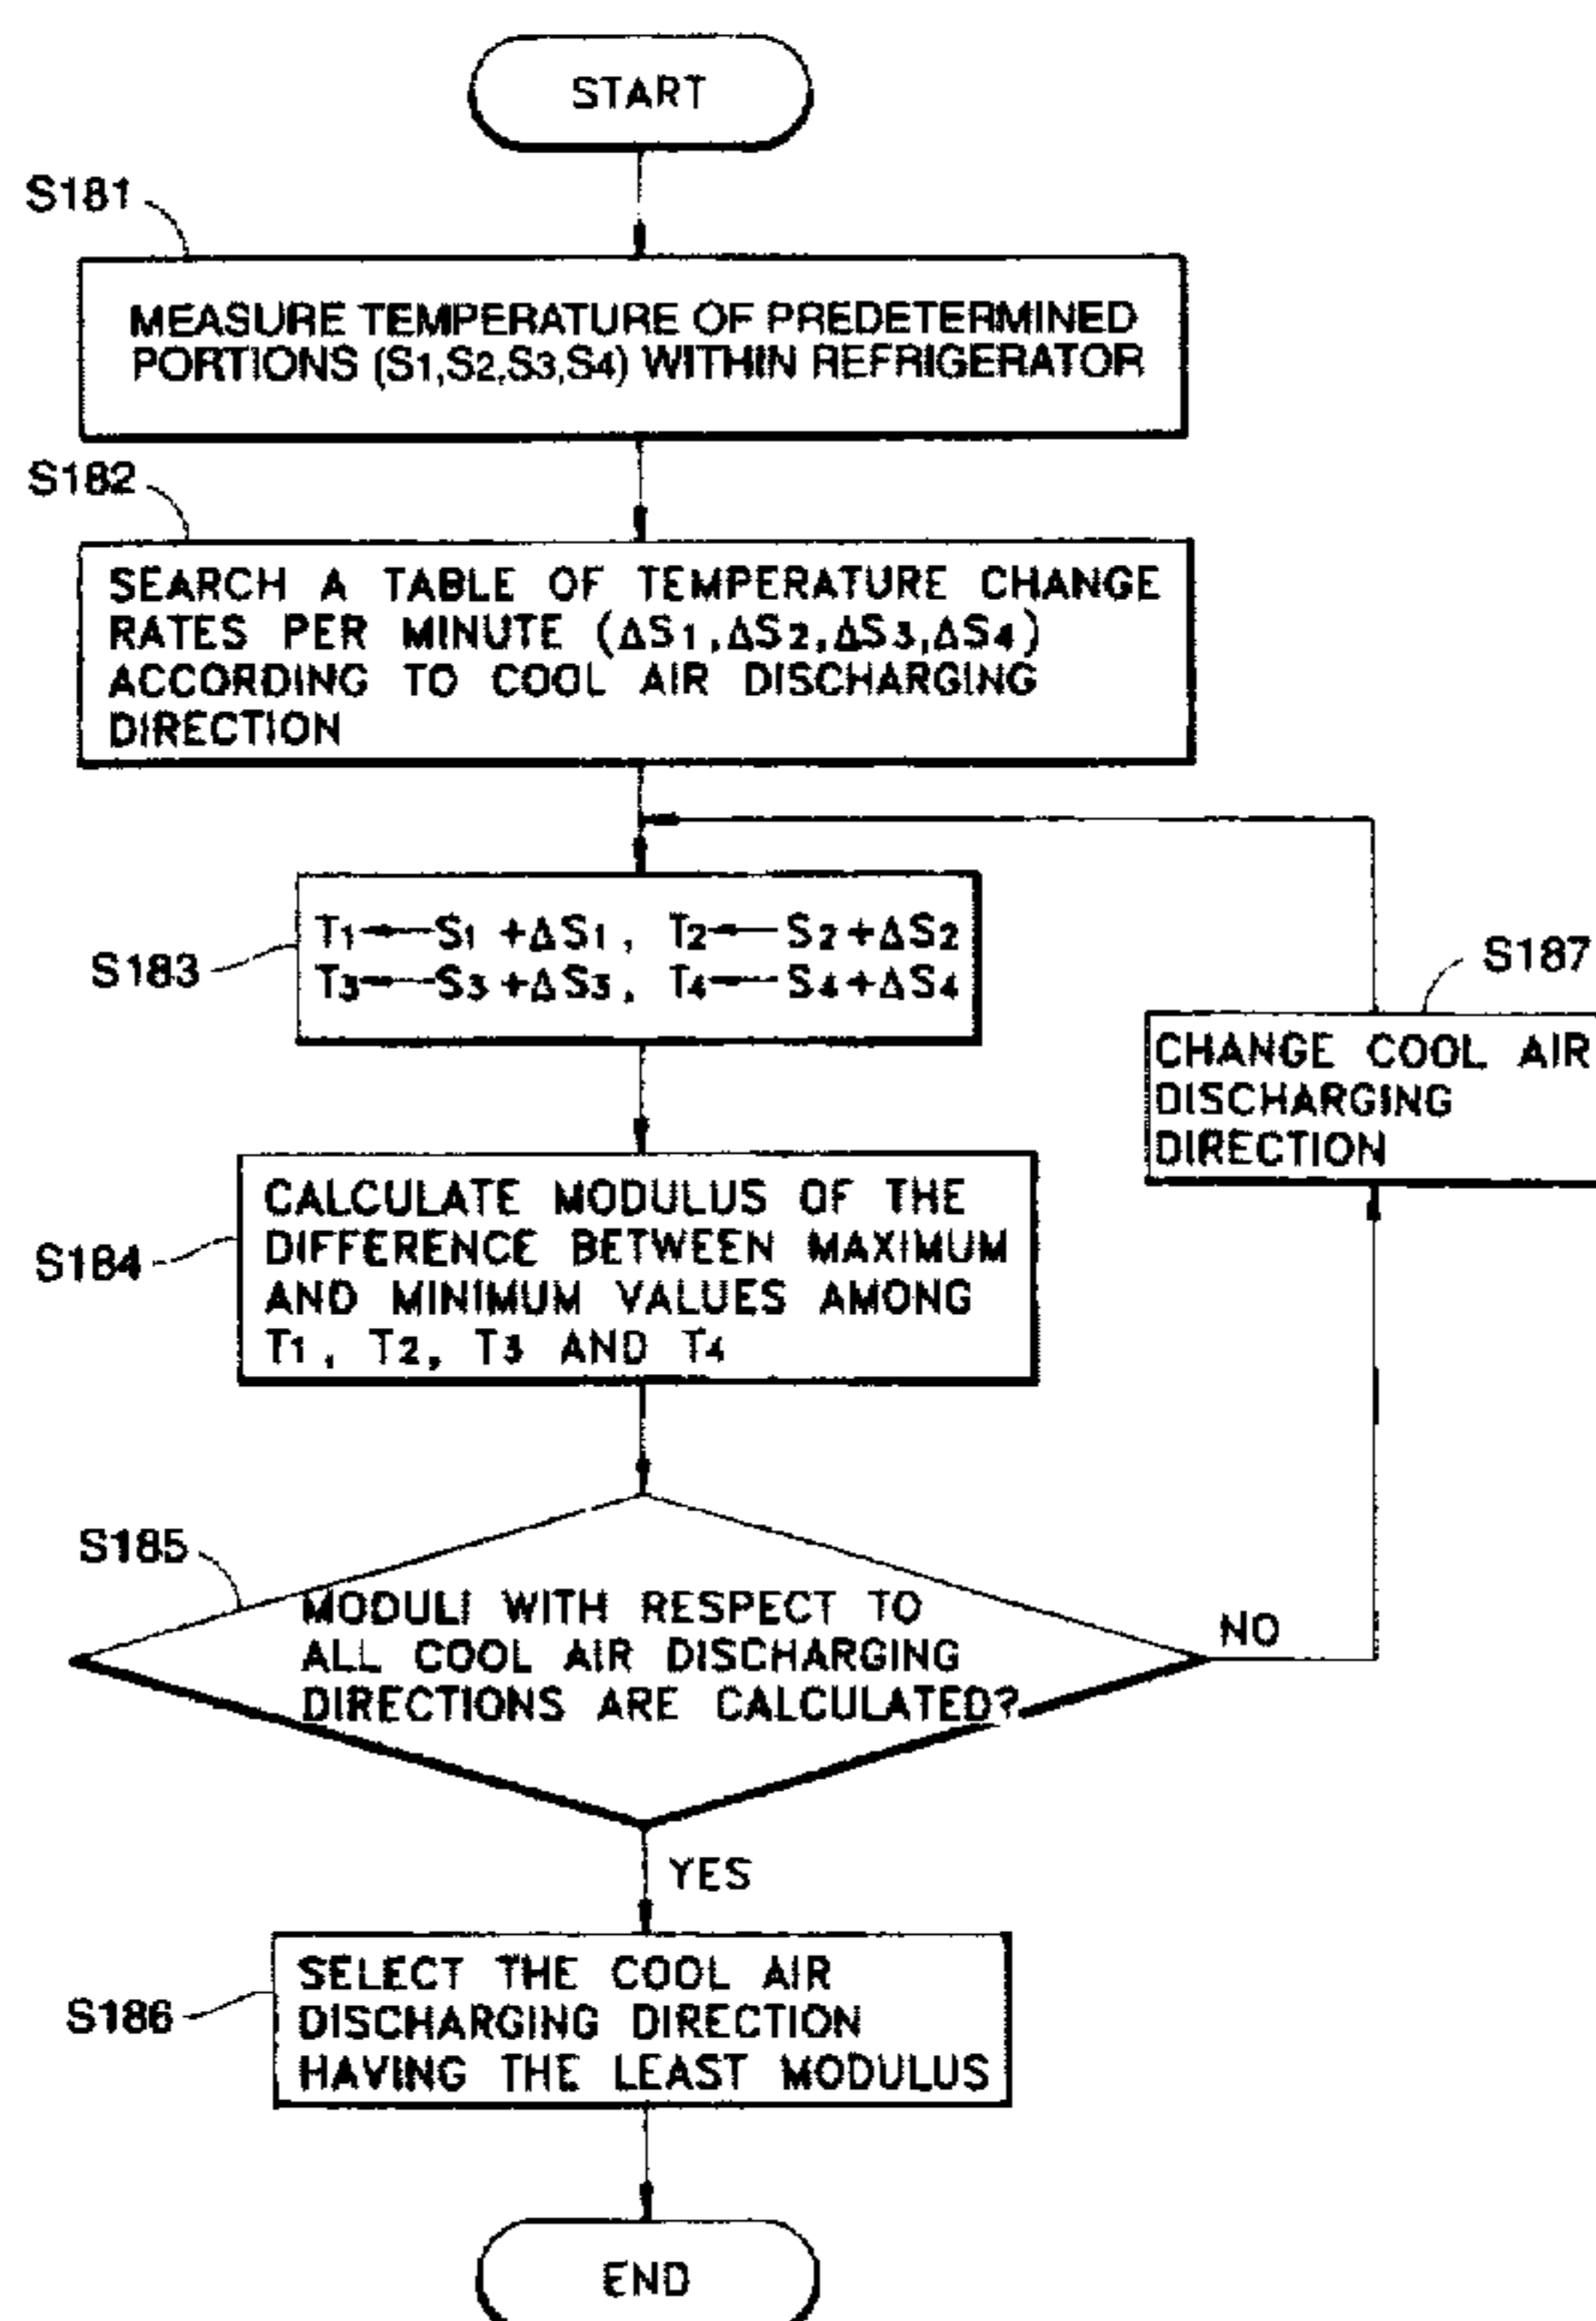 START
S181
MEASURE TEMPERATURE OF PREDETERMINED
PORTIONS (S1,S2,S3,S4) WITHIN REFRIGERATOR
S182
SEARCH A TABLE OF TEMPERATURE CHANGE
RATES PER MINUTE (ΔS1,ΔS2,ΔS3,ΔS4)
ACCORDING TO COOL AIR DISCHARGING
DIRECTION
S183
T1←S1+ΔS1, T2←S2+ΔS2
T3←S3+ΔS3, T4←S4+ΔS4
S187
CHANGE COOL AIR
DISCHARGING
DIRECTION
S184
CALCULATE MODULUS OF THE
DIFFERENCE BETWEEN MAXIMUM
AND MINIMUM VALUES AMONG
T1, T2, T3 AND T4
S185
MODULI WITH RESPECT TO
ALL COOL AIR DISCHARGING
DIRECTIONS ARE CALCULATED?
NO
YES
S186
SELECT THE COOL AIR
DISCHARGING DIRECTION
HAVING THE LEAST MODULUS
END